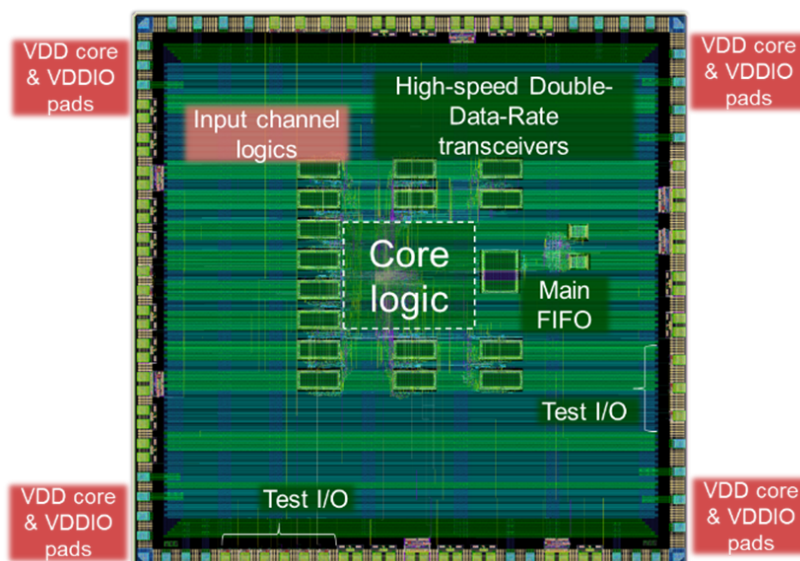 VDD core
& VDDIO
pads
VDD core
& VDDIO
pads
High-speed Double-
Data-Rate
transceivers
Input channel
logics
Core
logic
Main
FIFO
Test I/O
Test I/O
VDD core
& VDDIO
pads
VDD core
& VDDIO
pads